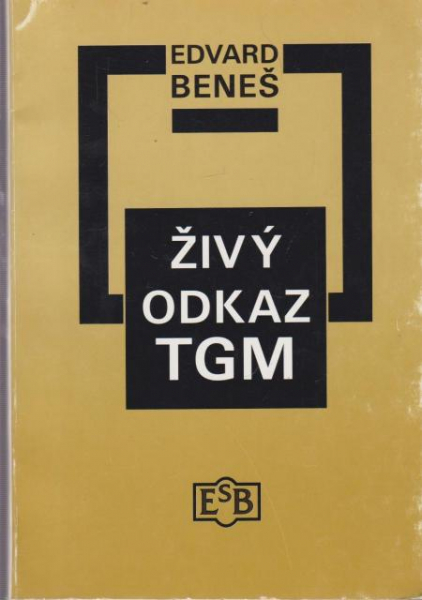 EDVARD
BENEŠ
ŽIVÝ
ODKAZ
TGM
ESB